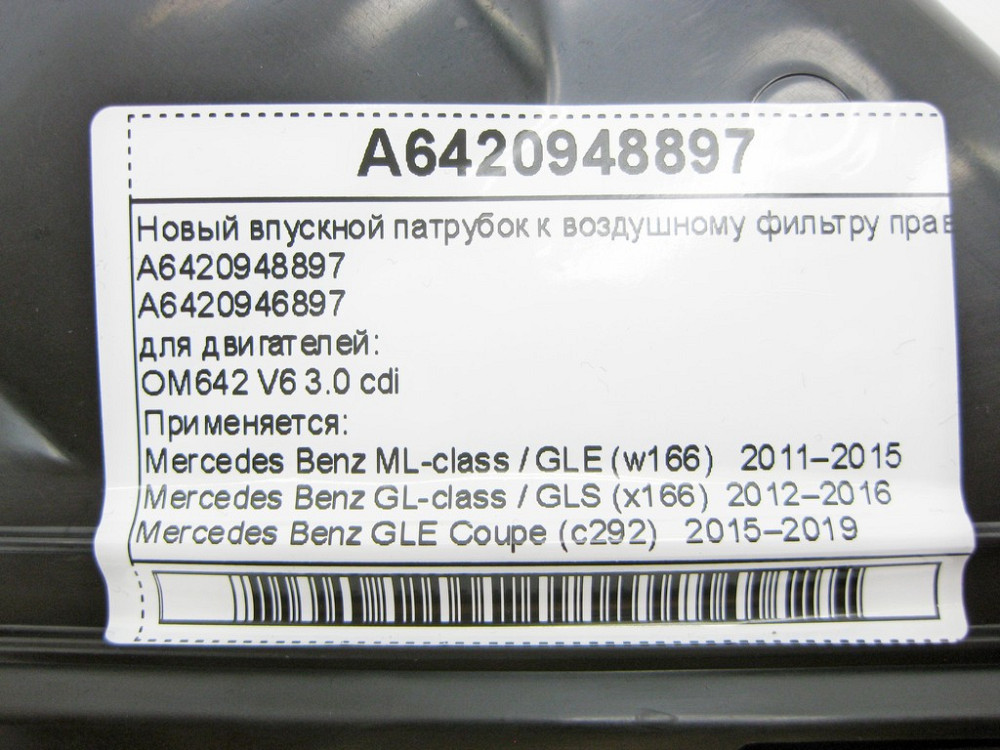 A6420948897
Новый впускной патрубок к воздушному фильтру прав
A6420948897
A6420946897
для двигателей:
OM642 V6 3.0 cdi
Применяется:
Mercedes Benz ML-class / GLE (w166) 2011–2015
Mercedes Benz GL-class / GLS (x166) 2012–2016
Mercedes Benz GLE Coupe (c292) 2015–2019